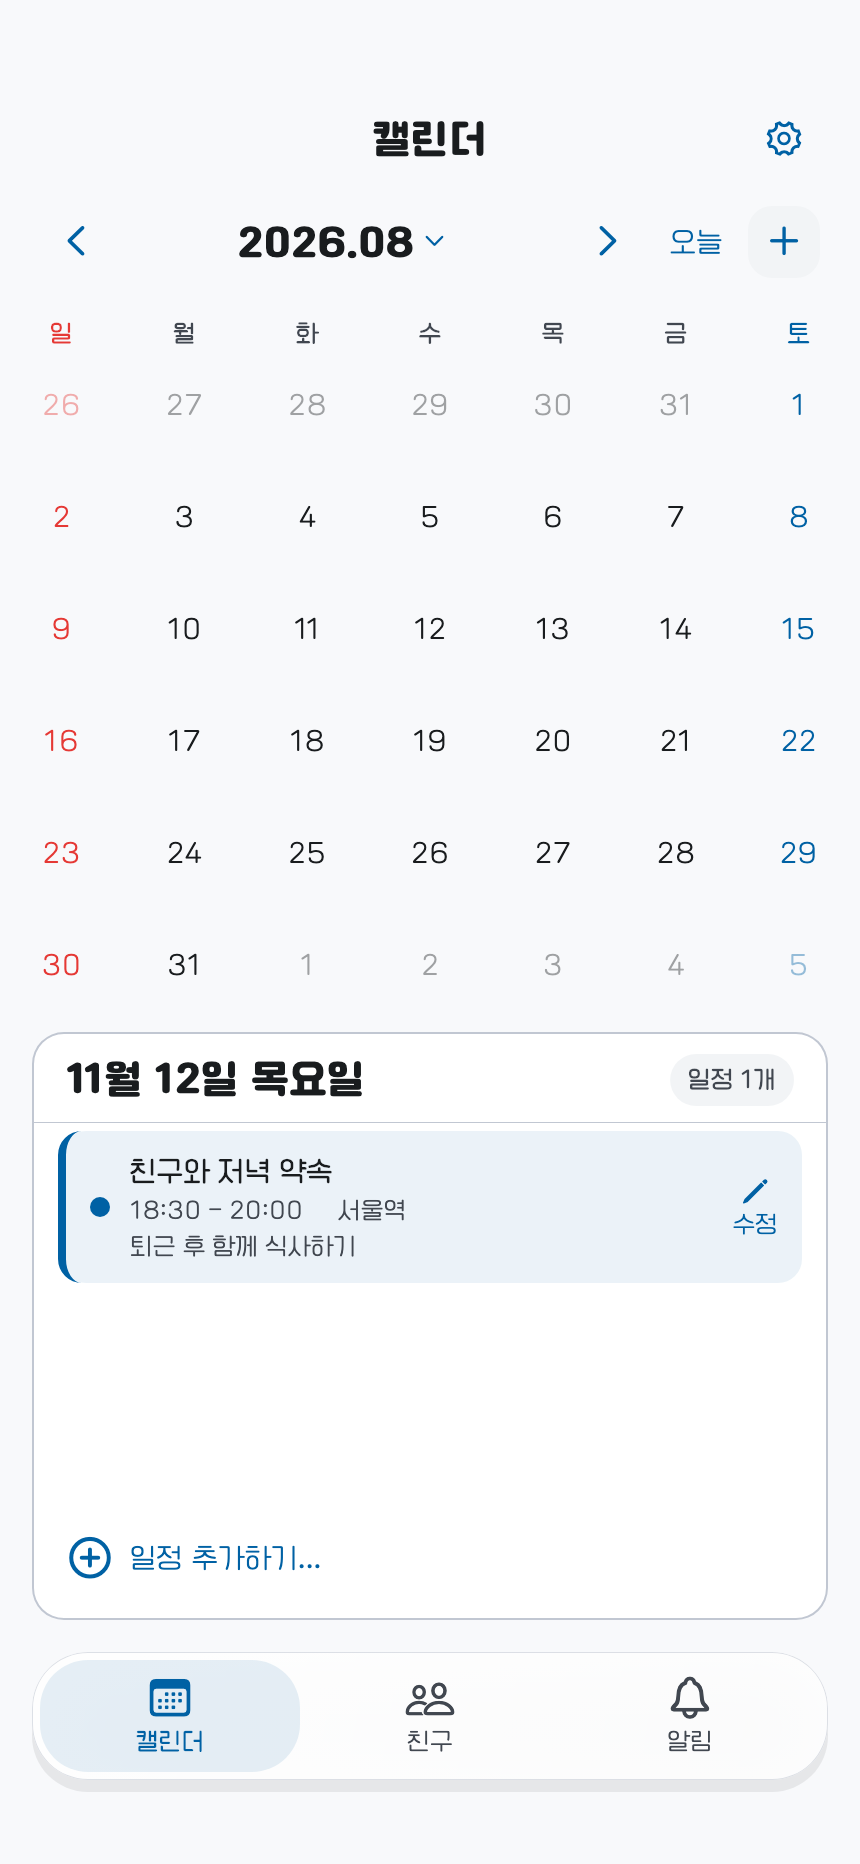 캘린더
2026.08 오늘
일 월 화 수 목 금 토
26 27 28 29 30 31 1
2 3 4 5 6 7 8
9 10 11 12 13 14 15
16 17 18 19 20 21 22
23 24 25 26 27 28 29
30 31 1 2 3 4 5
11월 12일 목요일 일정 1개
친구와 저녁 약속
18:30 - 20:00 서울역
수정
퇴근 후 함께 식사하기
일정 추가하기...
캘린더 친구 알림